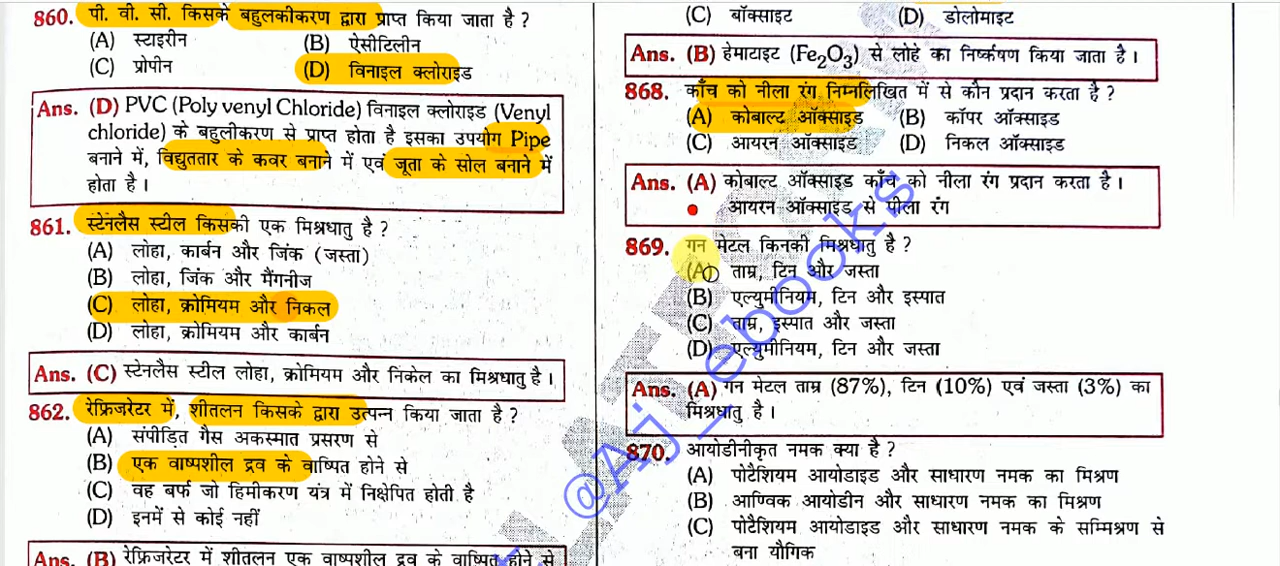 860. पी. वी. सी. किसके बहुलकीकरण द्वारा प्राप्त किया जाता है ?
(A) स्टाइरीन (B) ऐसीटिलीन
(C) प्रोपीन (D) विनाइल क्लोराइड
Ans. (D) PVC (Poly venyl Chloride) विनाइल क्लोराइड (Venyl
chloride) के बहुलीकरण से प्राप्त होता है इसका उपयोग Pipe
बनाने में, विद्युततार के कवर बनाने में एवं जूता के सोल बनाने में
होता है ।
861. स्टेनलैस स्टील किसकी एक मिश्रधातु है ?
(A) लोहा, कार्बन और जिंक (जस्ता)
(B) लोहा, जिंक और मैंगनीज
(C) लोहा, क्रोमियम और निकल
(D) लोहा, क्रोमियम और कार्बन
Ans. (C) स्टेनलैस स्टील लोहा, क्रोमियम और निकेल का मिश्रधातु है ।
862. रेफ्रिजरेटर में, शीतलन किसके द्वारा उत्पन्न किया जाता है ?
(A) संपीड़ित गैस अकस्मात प्रसरण से
(B) एक वाष्पशील द्रव के वाष्पित होने से
(C) वह बर्फ जो हिमीकरण यंत्र में निक्षेपित होती है
(D) इनमें से कोई नहीं
Ans. (B) रेफ्रिजरेटर में शीतलन एक वाष्पशील द्रव के वाष्पित होने से
(C) बॉक्साइट (D) डोलोमाइट
Ans. (B) हेमाटाइट (Fe2O3) से लोहे का निष्कंषण किया जाता है ।
868. काँच को नीला रंग निम्नलिखित में से कौन प्रदान करता है ?
(A) कोबाल्ट ऑक्साइड (B) कॉपर ऑक्साइड
(C) आयरन ऑक्साइड (D) निकल ऑक्साइड
Ans. (A) कोबाल्ट ऑक्साइड काँच को नीला रंग प्रदान करता है ।
● आयरन ऑक्साइड से पीला रंग
869. गन मेटल किनकी मिश्रधातु है ?
(A) ताम्र, टिन और जस्ता
(B) एल्युमीनियम, टिन और इस्पात
(C) ताम्र, इस्पात और जस्ता
(D) एल्युमीनियम, टिन और जस्ता
Ans. (A) गन मेटल ताम्र (87%), टिन (10%) एवं जस्ता (3%) का
मिश्रधातु है ।
870. आयोडीनीकृत नमक क्या है ?
(A) पोटैशियम आयोडाइड और साधारण नमक का मिश्रण
(B) आण्विक आयोडीन और साधारण नमक का मिश्रण
(C) पोटैशियम आयोडाइड और साधारण नमक के सम्मिश्रण से
बना यौगिक
@Aj_ebooks